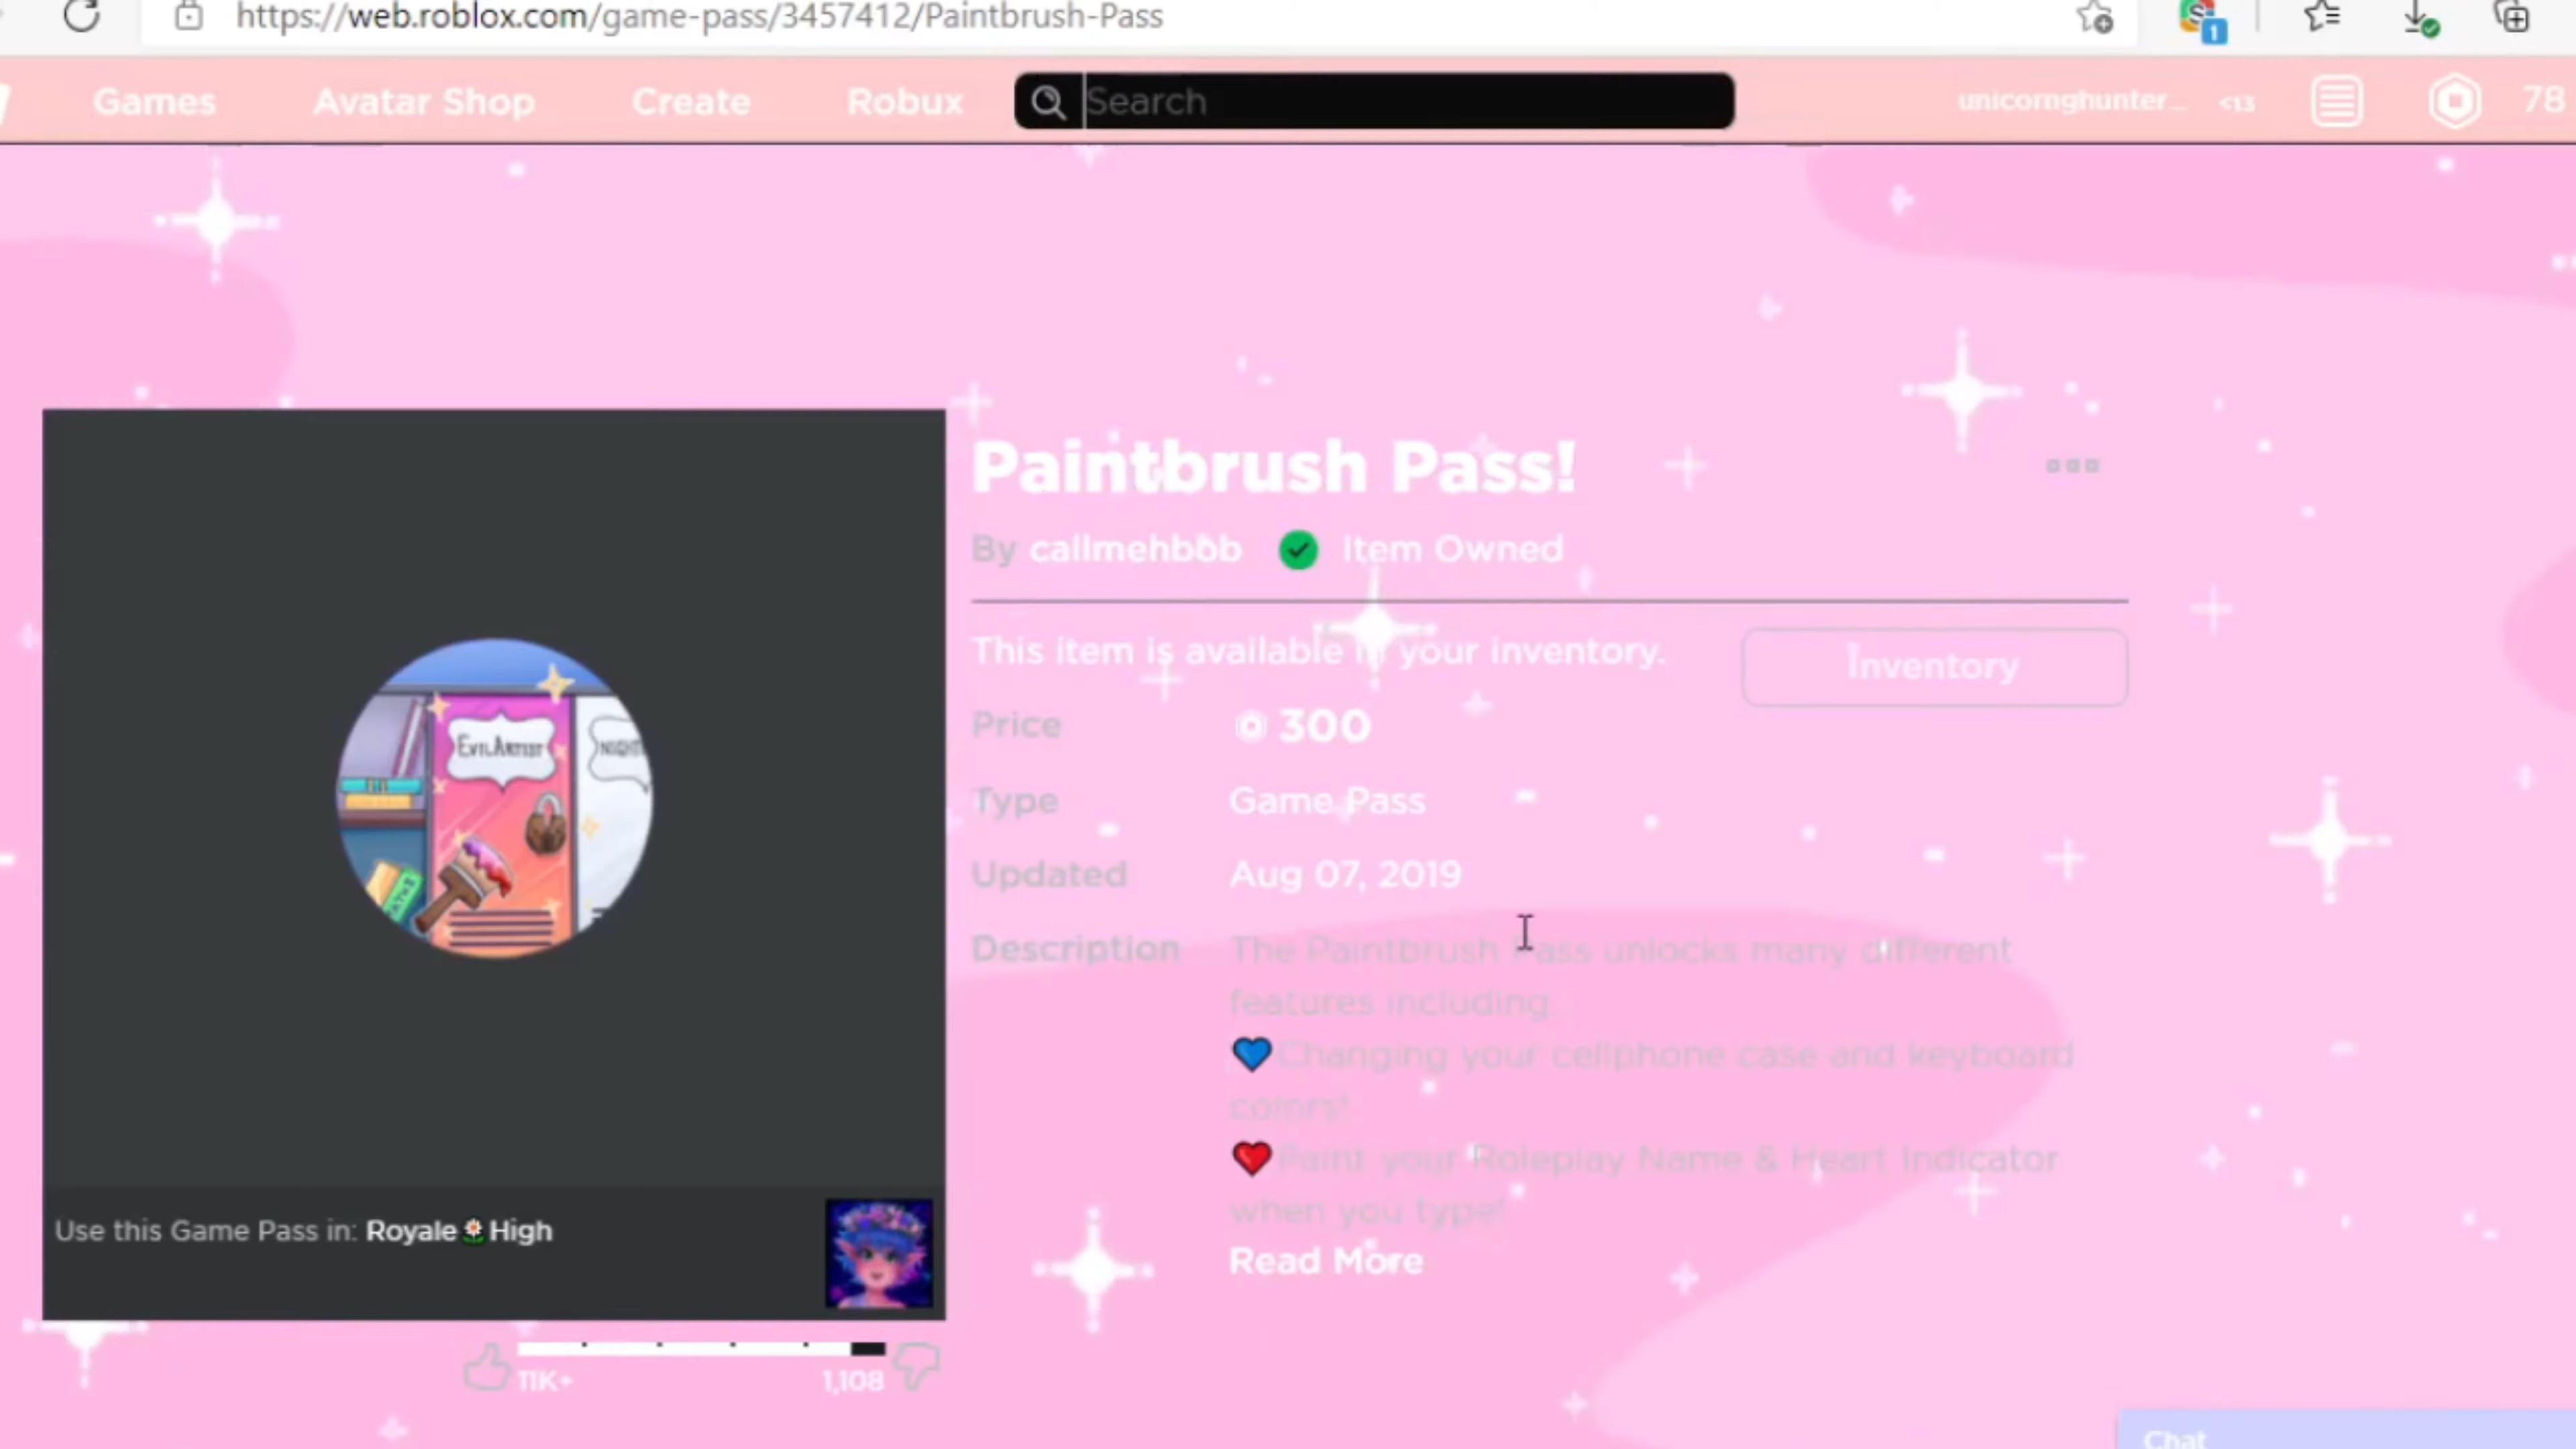 https://web.roblox.com/game-pass/3457412/Paintbrush-Pass
1
Games Avatar Shop Create Robux Search unicornghunter... <13 78
Paintbrush Pass!
By callmehbob Item Owned
This item is available in your inventory. Inventory
Price 300
Type Game Pass
Updated Aug 07, 2019
Description The Paintbrush Pass unlocks many different
features including:
💙Changing your cellphone case and keyboard
colors!
❤️Paint your Roleplay Name & Heart Indicator
when you type!
Read More
EVILARTIST
Use this Game Pass in: Royale🌼High
11K+ 1,108
Chat